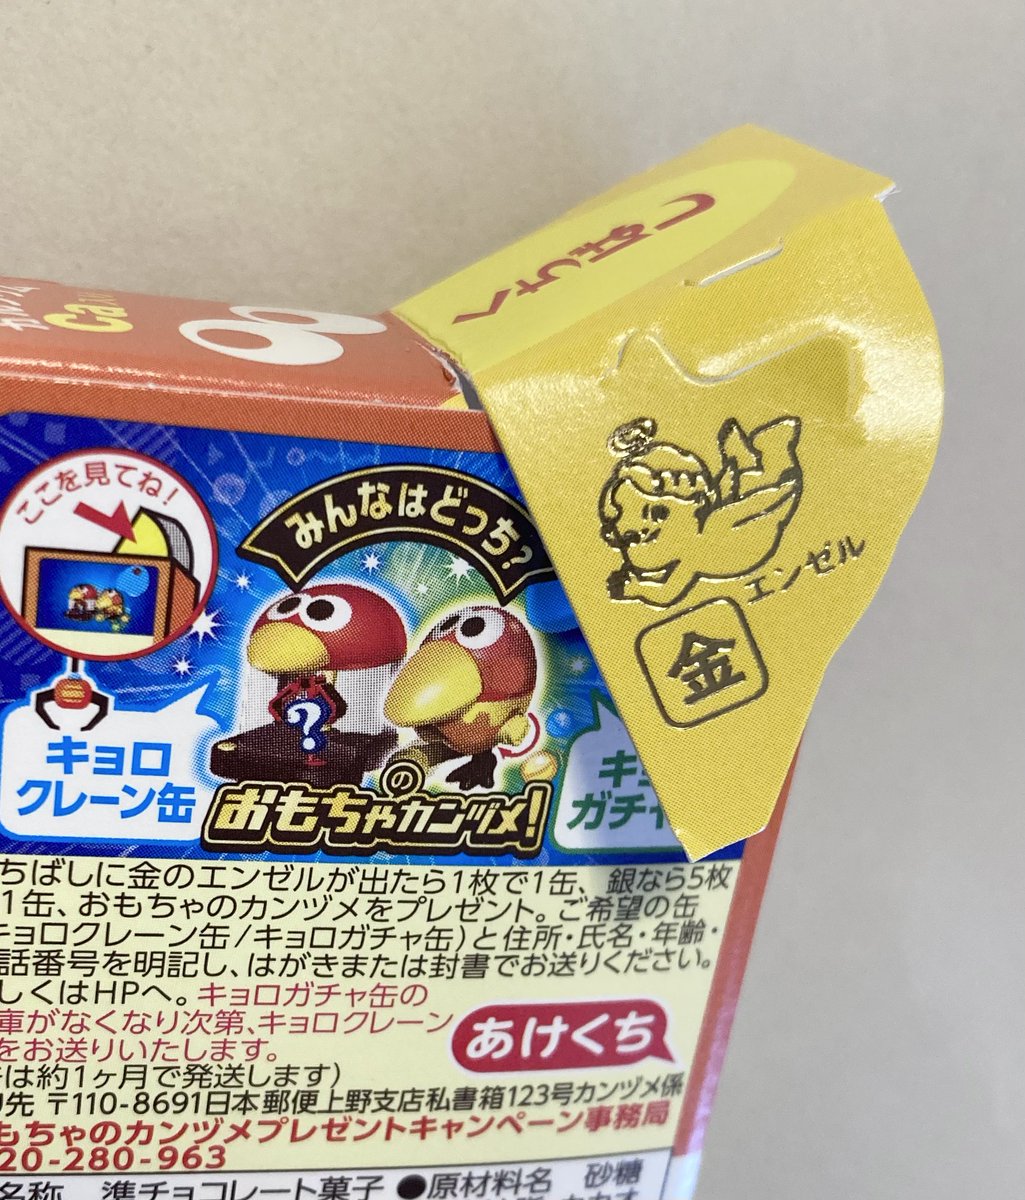 くちばし
Ca
エンゼル
金
ここを見てね!
みんなはどっち?
?
キョロ
クレーン缶
のおもちゃカンヅメ!
キョ
ガチャ
ちばしに金のエンゼルが出たら1枚で1缶、銀なら5枚
1缶、おもちゃのカンヅメをプレゼント。ご希望の缶
キョロクレーン缶/キョロガチャ缶)と住所・氏名・年齢・
話番号を明記し、はがきまたは封書でお送りください。
しくはHPへ。キョロガチャ缶の
庫がなくなり次第、キョロクレーン
をお送りいたします。
あけくち
は約1ヶ月で発送します)
先 〒110-8691日本郵便上野支店私書箱123号カンヅメ係
もちゃのカンヅメプレゼントキャンペーン事務局
20-280-963
名称 準チョコレート菓子 ●原材料名 砂糖